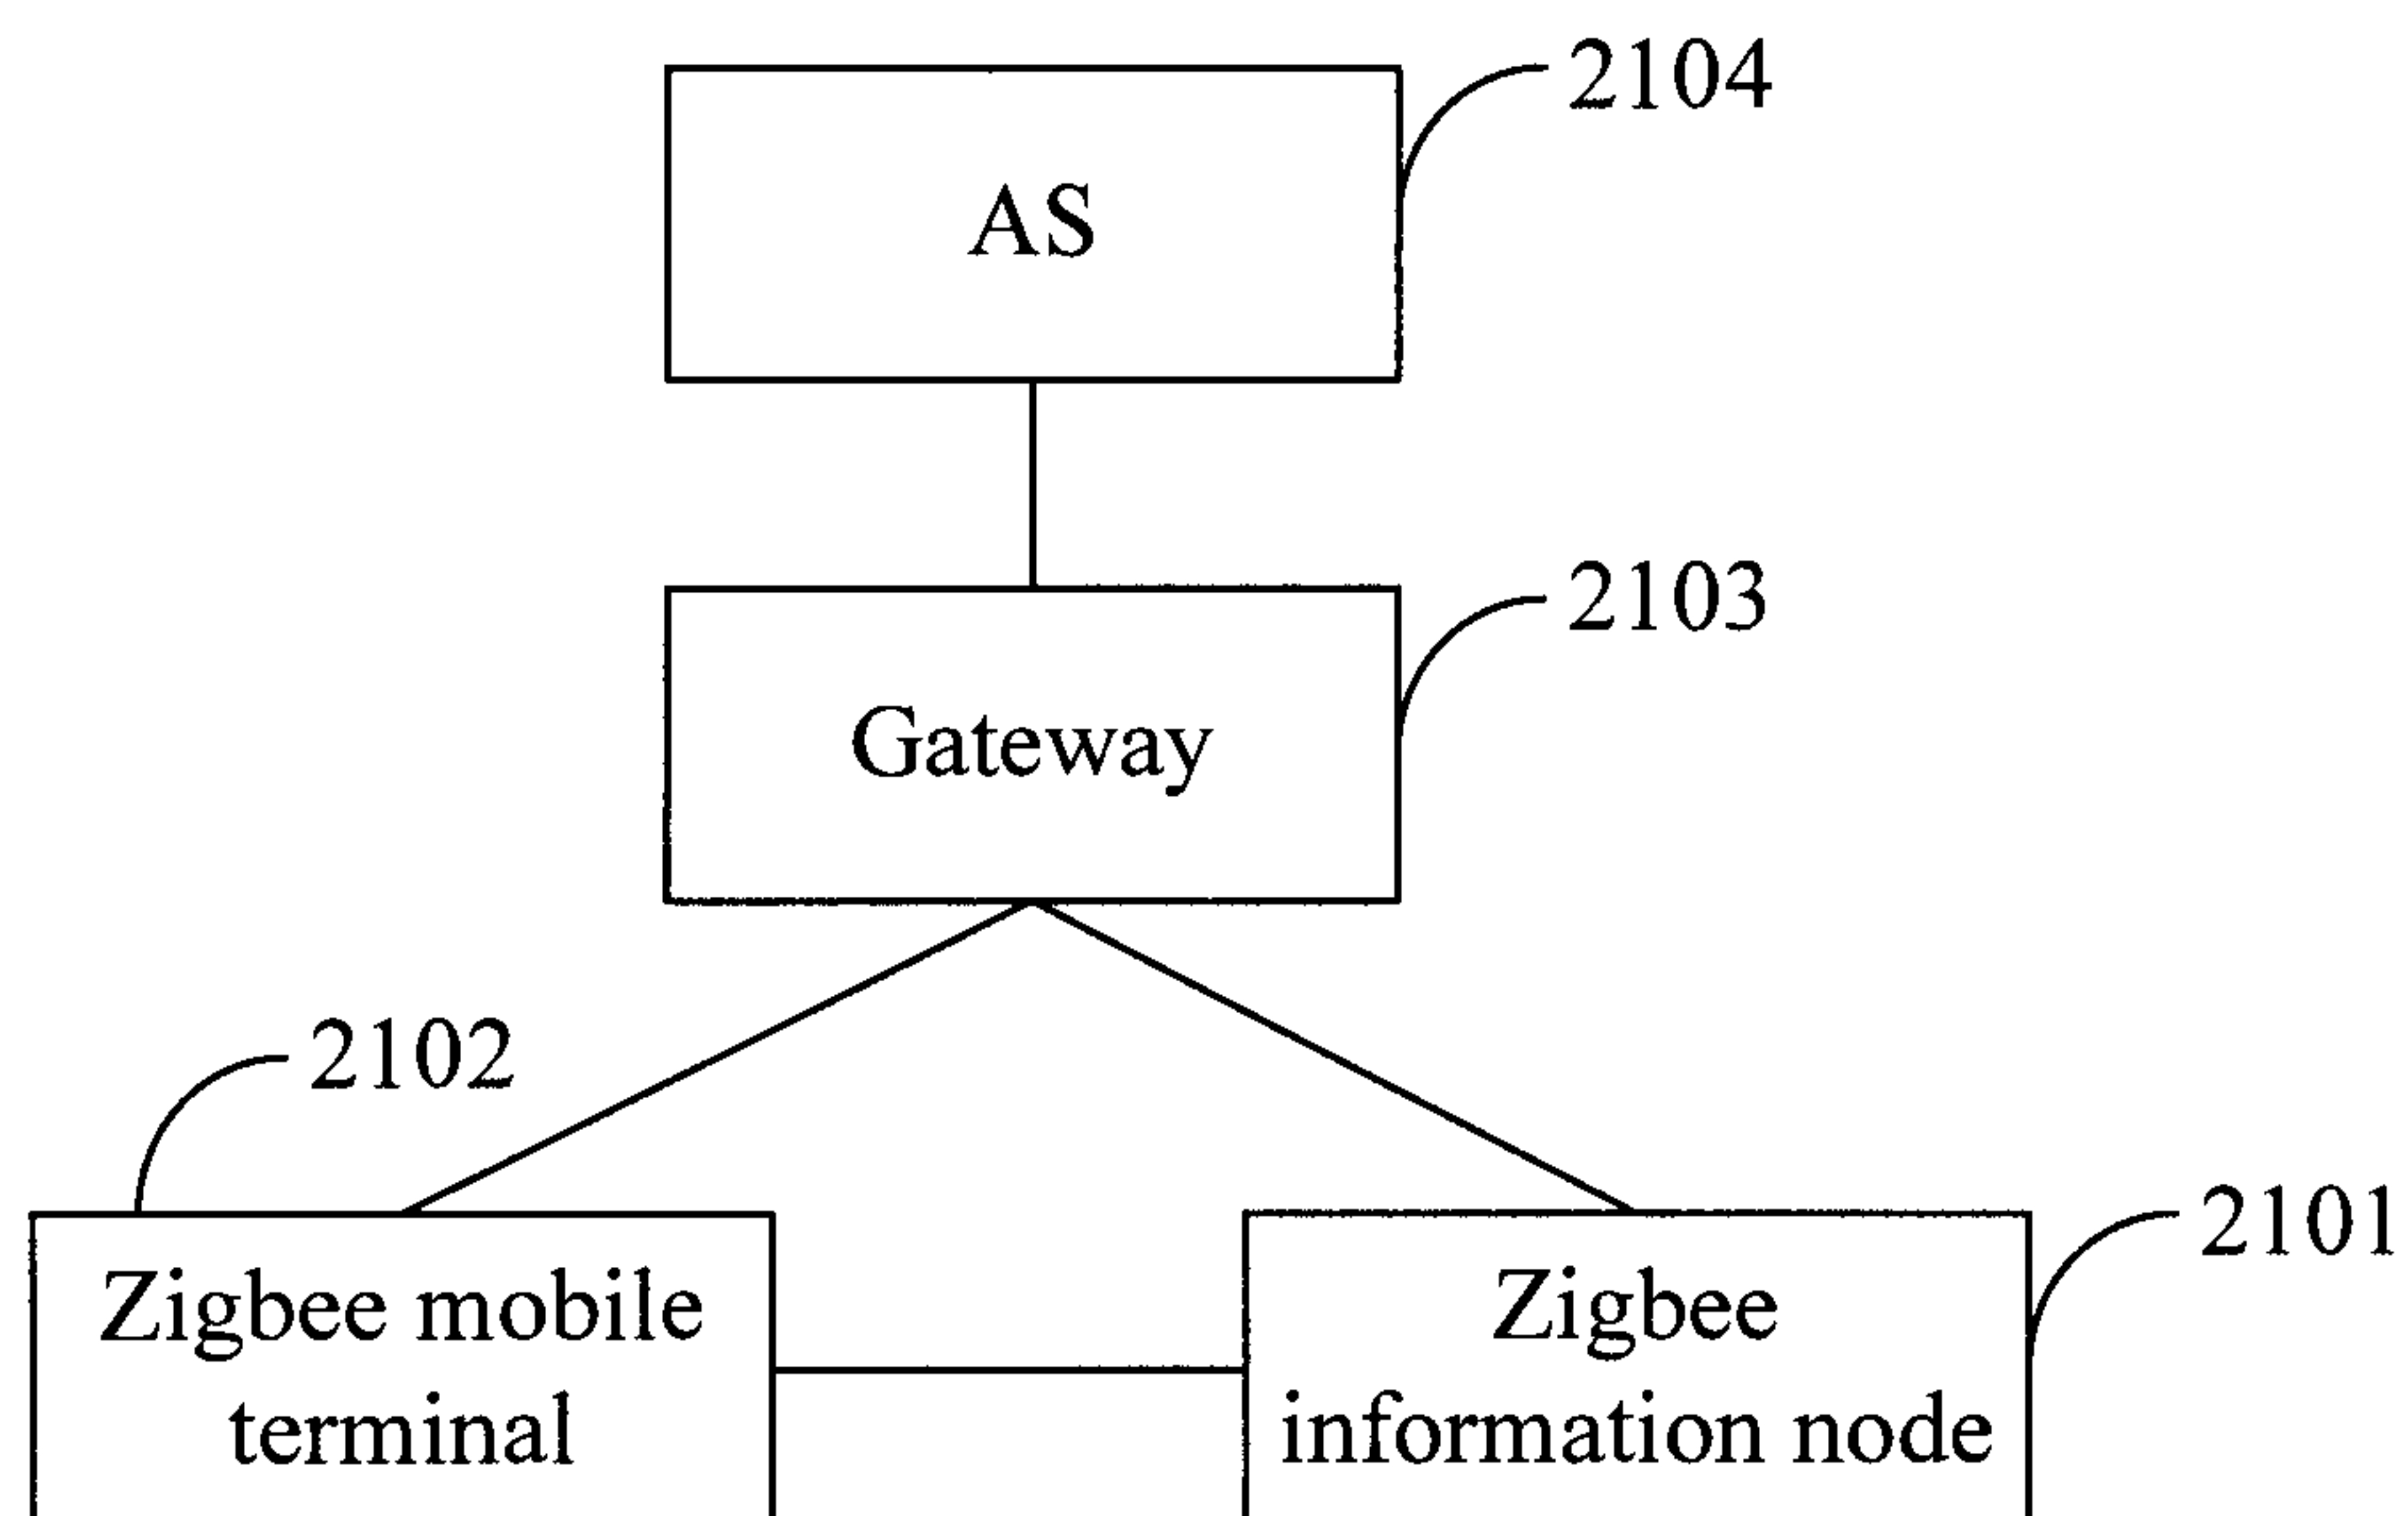 2104
AS
2103
Gateway
2102
2101
Zigbee mobile
terminal
Zigbee
information node